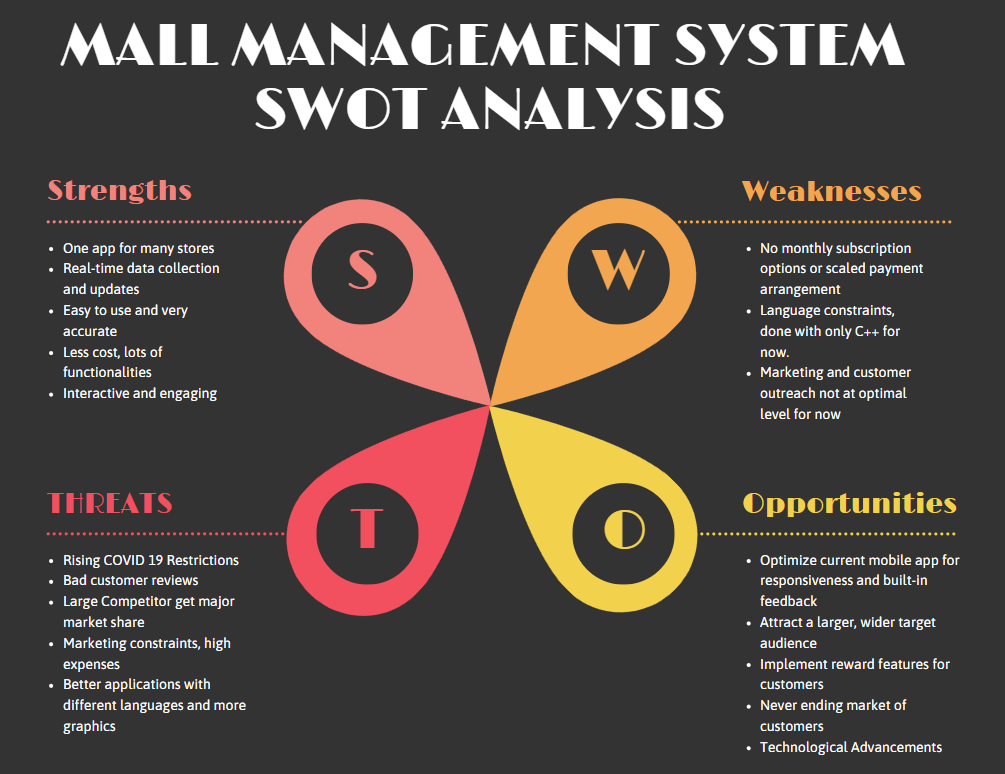 MALL MANAGEMENT SYSTEM
SWOT ANALYSIS
Strengths
• One app for many stores
• Real-time data collection
and updates
• Easy to use and very
accurate
• Less cost, lots of
functionalities
• Interactive and engaging
S
W
Weaknesses
• No monthly subscription
options or scaled payment
arrangement
• Language constraints,
done with only C++ for
now.
• Marketing and customer
outreach not at optimal
level for now
THREATS
• Rising COVID 19 Restrictions
• Bad customer reviews
• Large Competitor get major
market share
• Marketing constraints, high
expenses
• Better applications with
different languages and more
graphics
T
O
Opportunities
• Optimize current mobile app for
responsiveness and built-in
feedback
• Attract a larger, wider target
audience
• Implement reward features for
customers
• Never ending market of
customers
• Technological Advancements